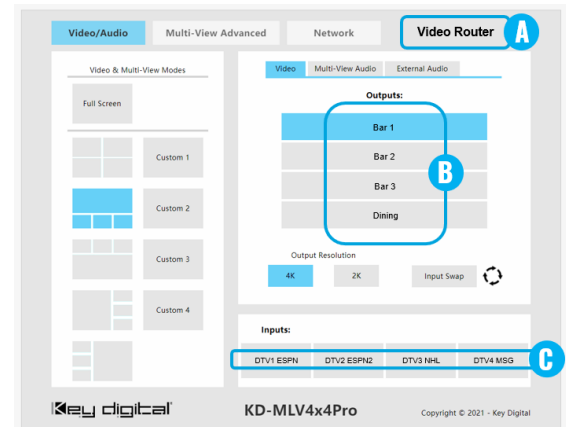 Video/Audio
Multi-View Advanced
Network
Video Router
A
Video & Multi-View Modes
Full Screen
Custom 1
Custom 2
Custom 3
Custom 4
Video
Multi-View Audio
External Audio
Outputs:
Bar 1
Bar 2
Bar 3
Dining
B
Output Resolution
4K
2K
Input Swap
Inputs:
DTV1 ESPN
DTV2 ESPN2
DTV3 NHL
DTV4 MSG
C
Key digital
KD-MLV4x4Pro
Copyright © 2021 - Key Digital